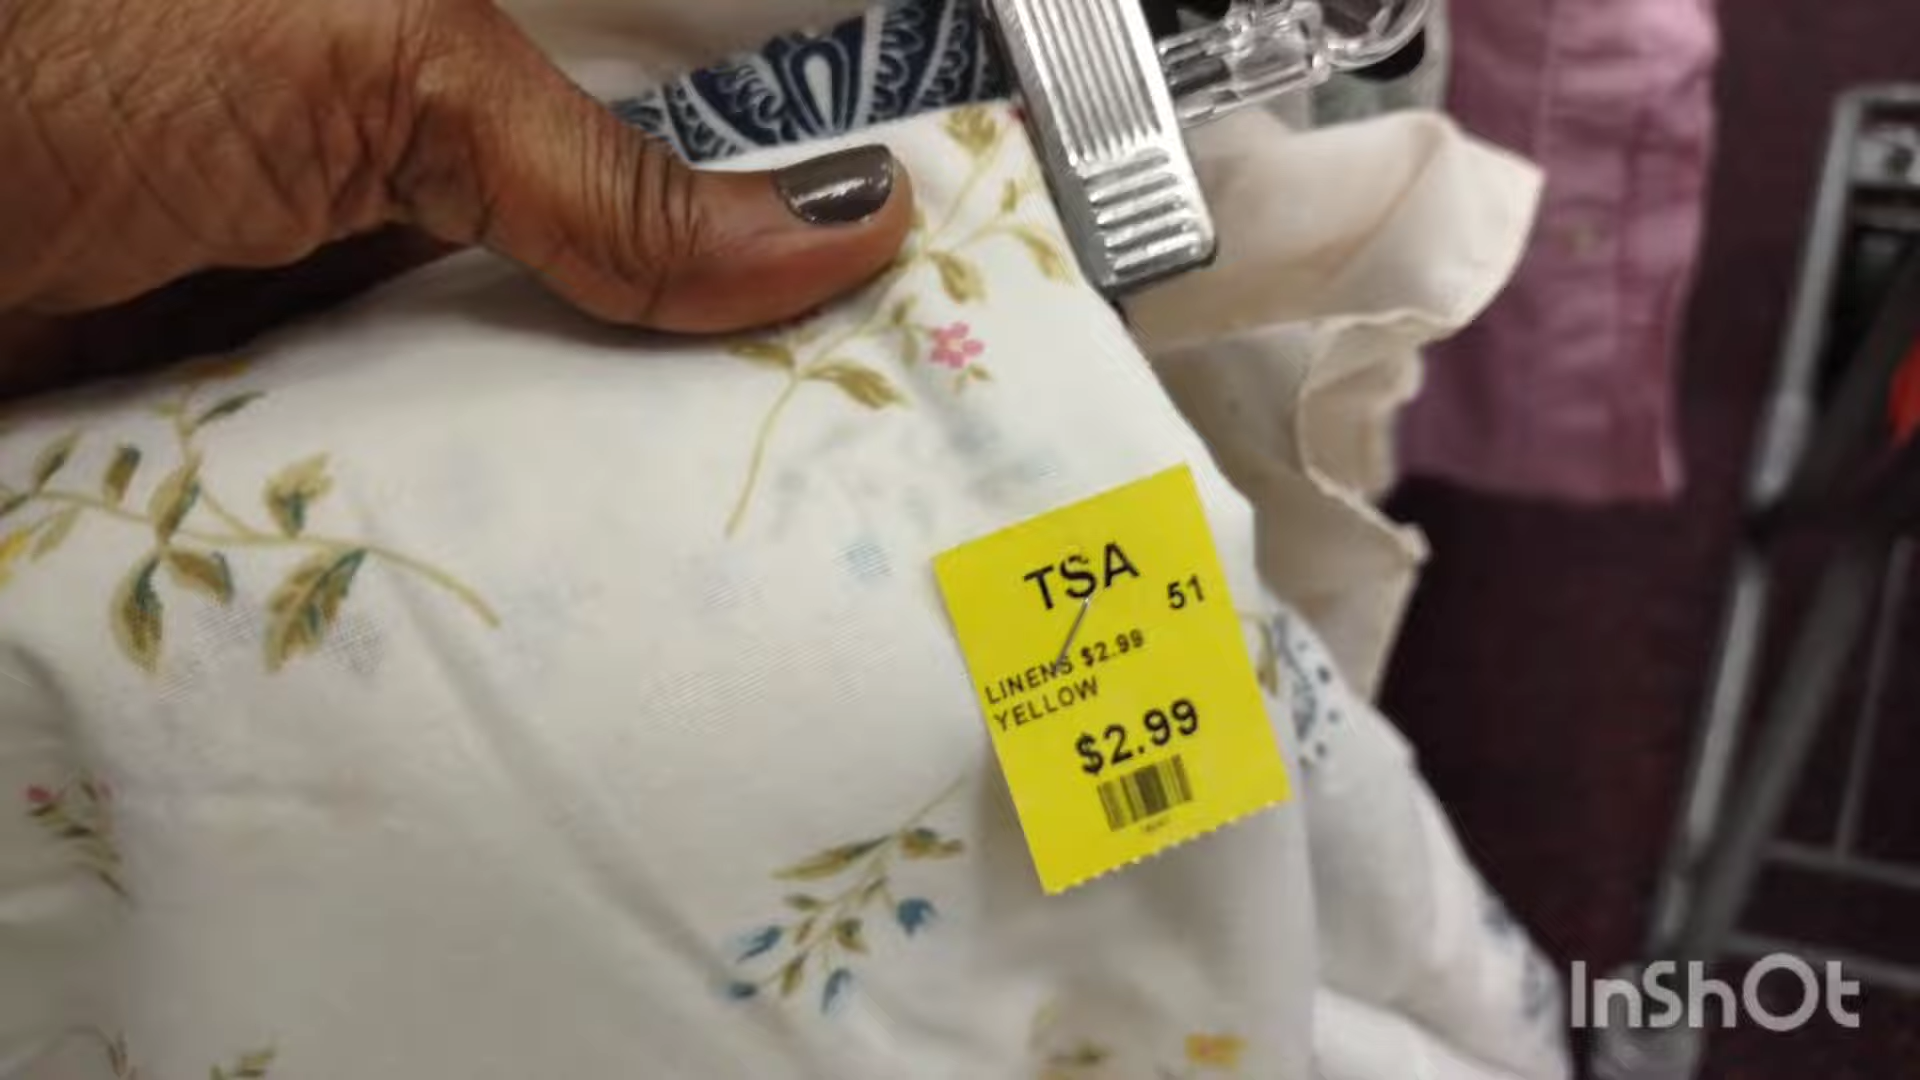 TSA
51
LINENS $2.99
YELLOW
$2.99
InShOt